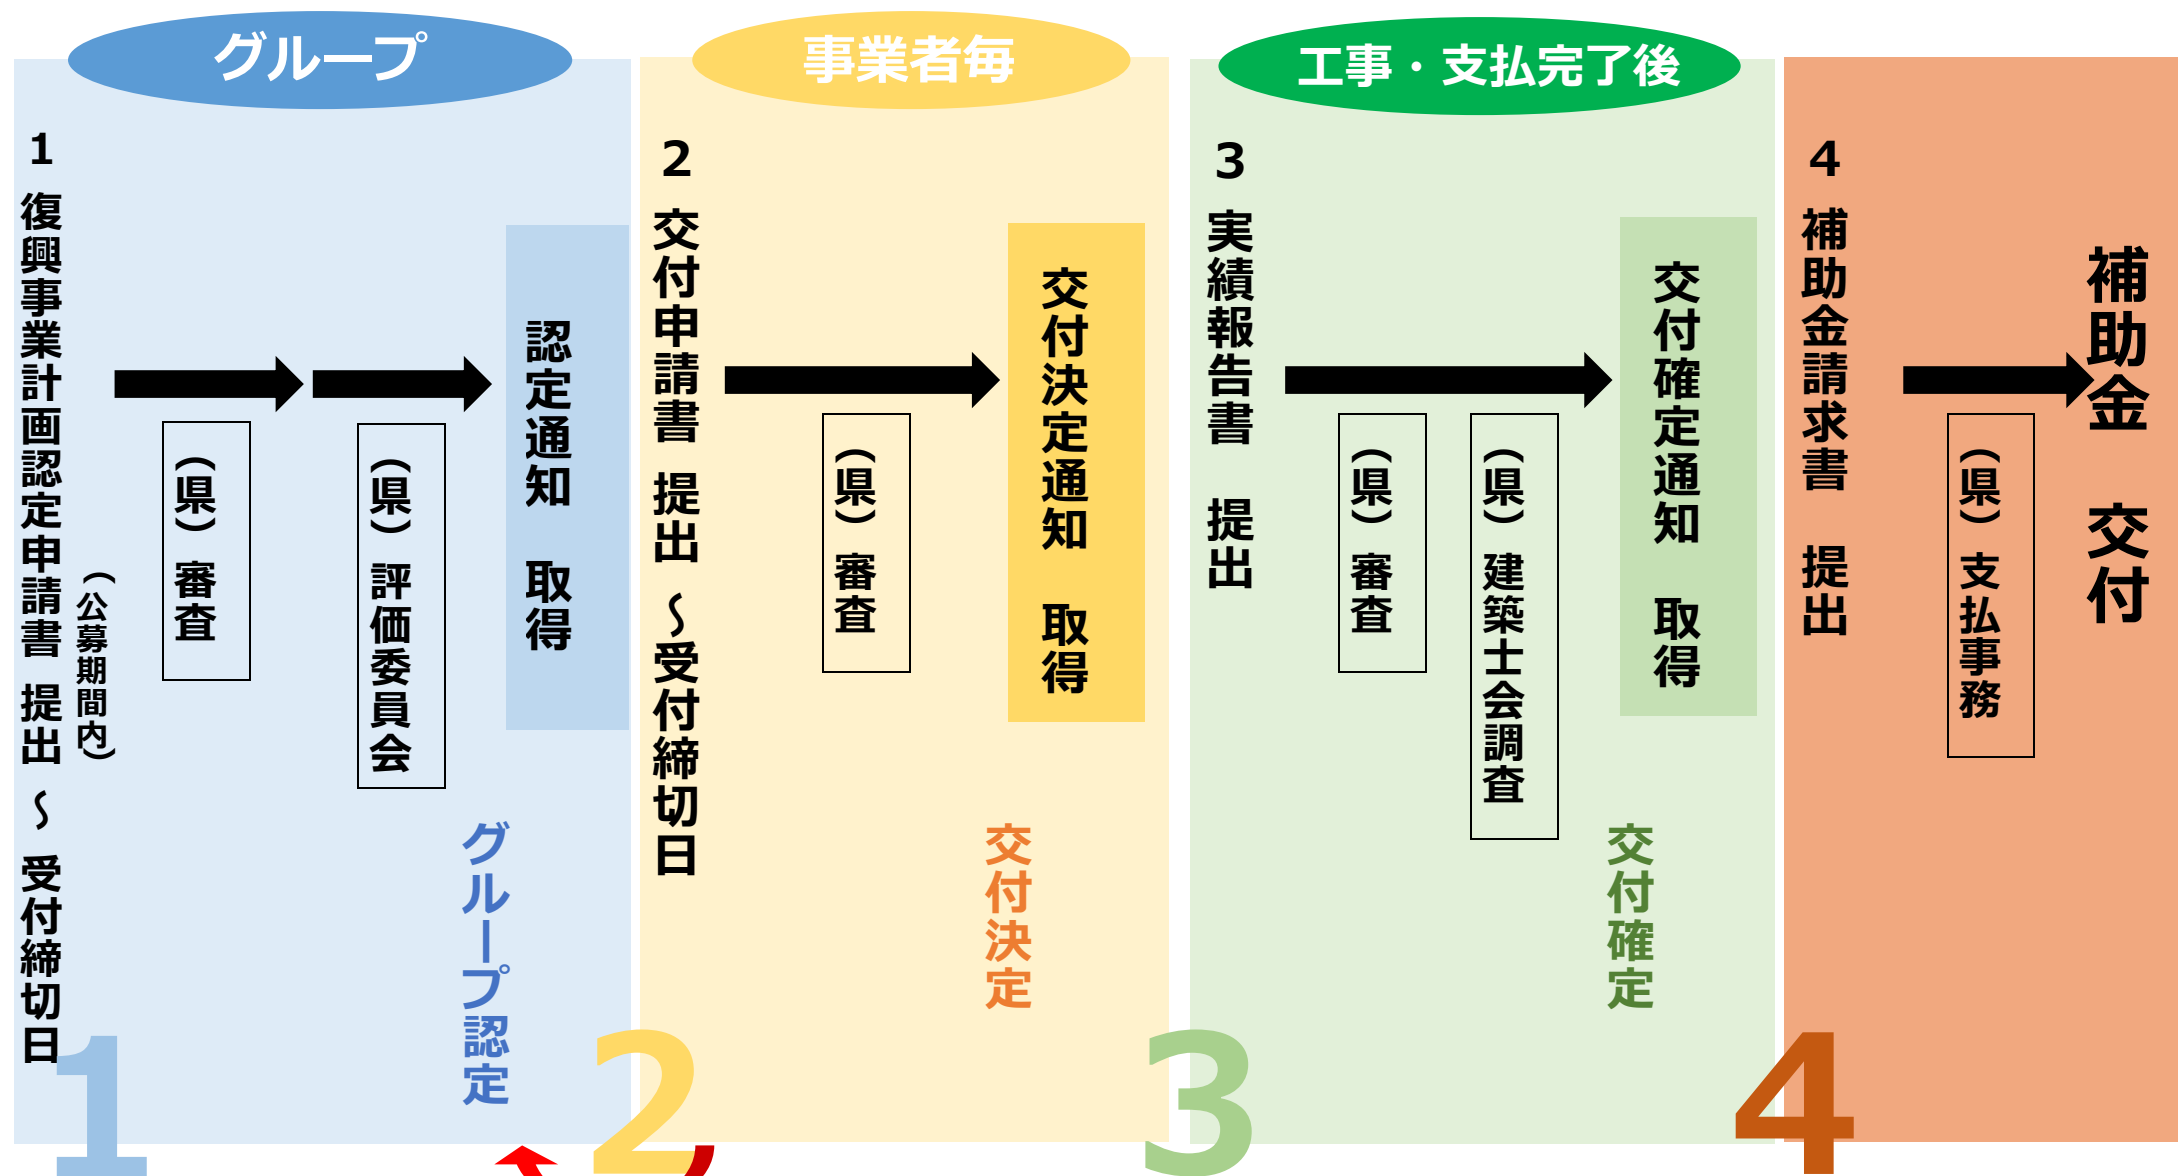 グループ
1 復興事業計画認定申請書 提出 ~ 受付締切日
（公募期間内）
（県）審査
（県）評価委員会
認定通知 取得
グループ認定
1
事業者毎
2 交付申請書 提出 ~受付締切日
（県）審査
交付決定通知 取得
交付決定
2
工事・支払完了後
3 実績報告書 提出
（県）審査
（県）建築士会調査
交付確定通知 取得
交付確定
3
4 補助金請求書 提出
（県）支払事務
補助金 交付
4